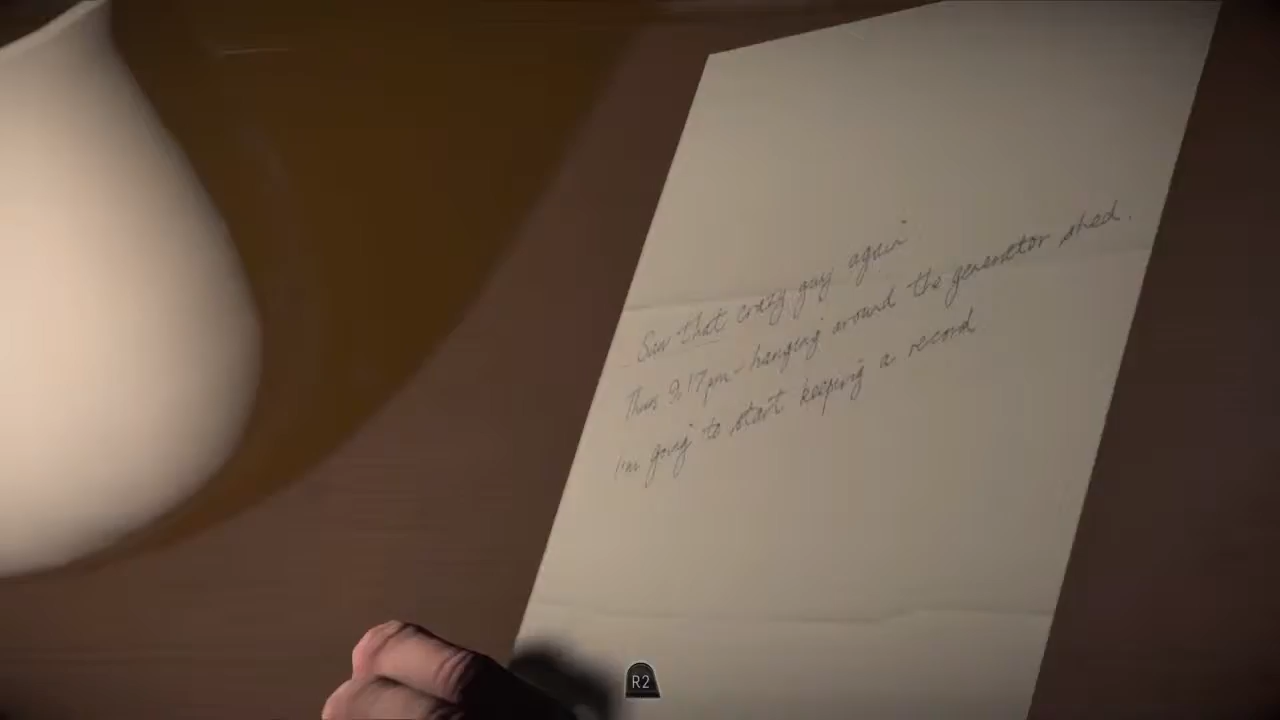 Saw that crazy guy again
Thurs 9:17pm - hanging around the generator shed.
I'm going to start keeping a record
R2